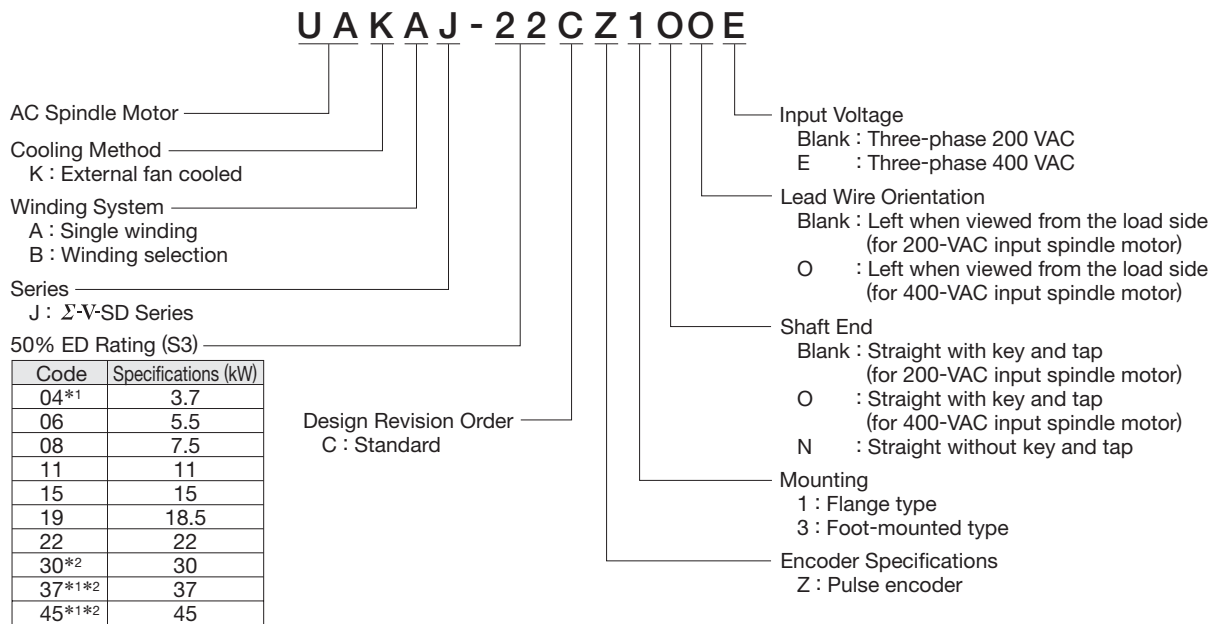 UAKAJ-22CZ1OOE
AC Spindle Motor
Cooling Method
K : External fan cooled
Winding System
A : Single winding
B : Winding selection
Series
J : Σ-V-SD Series
50% ED Rating (S3)
Code Specifications (kW)
04*1 3.7
06 5.5
08 7.5
11 11
15 15
19 18.5
22 22
30*2 30
37*1*2 37
45*1*2 45
Design Revision Order
C : Standard
Input Voltage
Blank : Three-phase 200 VAC
E : Three-phase 400 VAC
Lead Wire Orientation
Blank : Left when viewed from the load side
(for 200-VAC input spindle motor)
O : Left when viewed from the load side
(for 400-VAC input spindle motor)
Shaft End
Blank : Straight with key and tap
(for 200-VAC input spindle motor)
O : Straight with key and tap
(for 400-VAC input spindle motor)
N : Straight without key and tap
Mounting
1 : Flange type
3 : Foot-mounted type
Encoder Specifications
Z : Pulse encoder